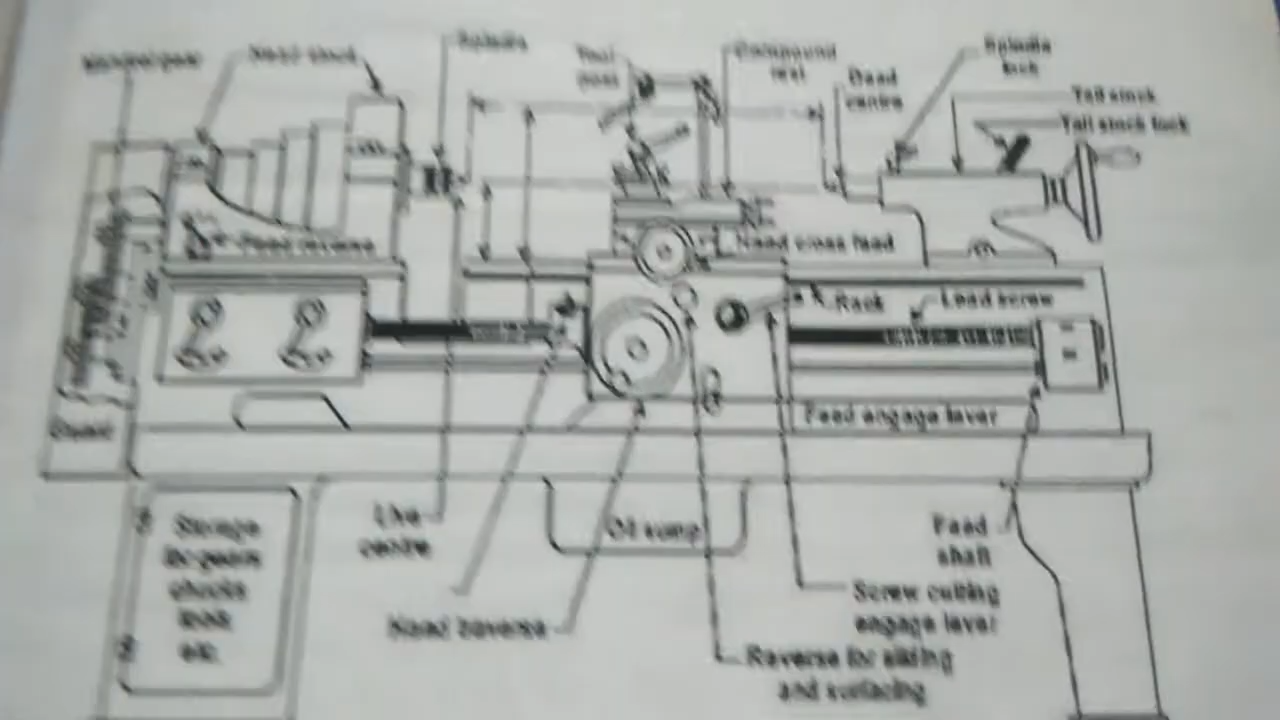 Head stock
Spindle
Tool
post
Compound
rest
Dead
centre
Spindle
lock
Tail stock
Tail stock lock
Feed reverse
Hand cross feed
Rack
Lead screw
Feed engage lever
Guard
Storage
for gears
chucks
tools
etc.
Live
centre
Oil sump
Feed
shaft
Hand traverse
Screw cutting
engage lever
Reverse for sliding
and surfacing